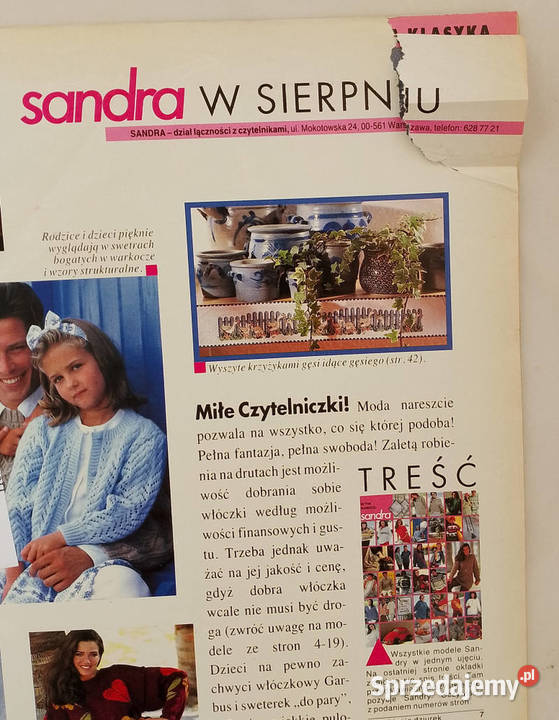 KLASYKA
sandra W SIERPNIU
SANDRA – dział łączności z czytelnikami, ul. Mokotowska 24, 00-561 Warszawa, telefon: 628 77 21
Rodzice i dzieci pięknie
wyglądają w swetrach
bogatych w warkocze
i wzory strukturalne.
Wyszyte krzyżykami gęsi idące gęsiego (str. 42).
Miłe Czytelniczki! Moda nareszcie
pozwala na wszystko, co się której podoba!
Pełna fantazja, pełna swoboda! Zaletą robie-
nia na drutach jest możli-
wość dobrania sobie
włóczki według możli-
wości finansowych i gus-
tu. Trzeba jednak uwa-
żać na jej jakość i cenę,
gdyż dobra włóczka
wcale nie musi być dro-
ga (zwróć uwagę na mo-
dele ze stron 4-19).
Dzieci na pewno za-
chwyci włóczkowy Gar-
bus i sweterek „do pary”,
TREŚĆ
sandra
Wszystkie modele San-
dry w jednym ujęciu.
Na ostatniej stronie okładki
pozycje Sandry
z podaniem numerów stron
7
Sprzedajemy.pl